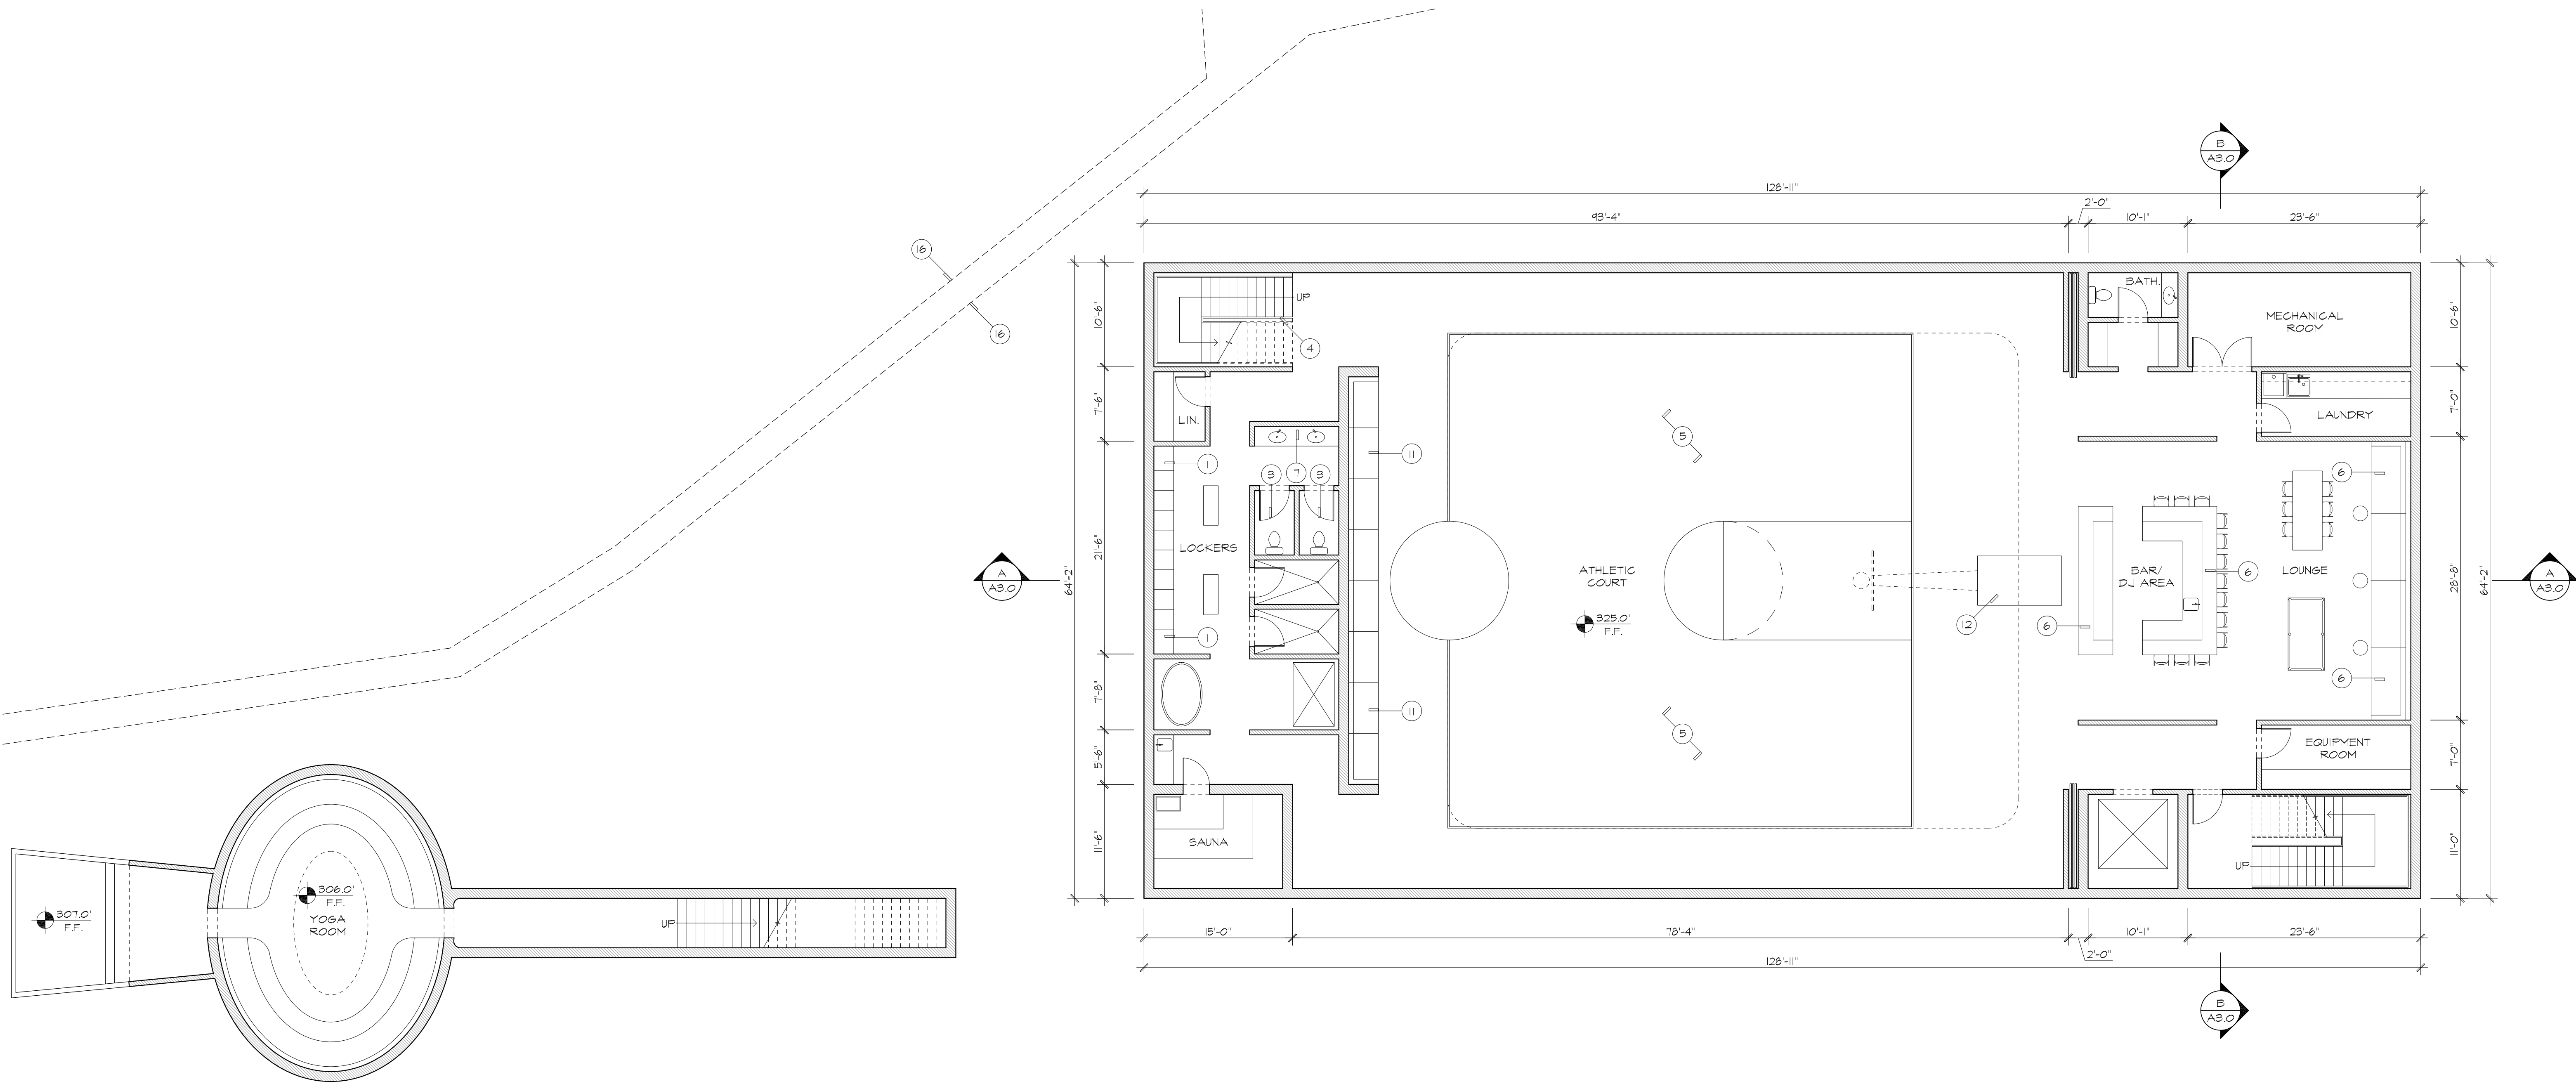 B
A3.0
128'-11"
2'-0"
93'-4"
10'-1"
23'-6"
16
16
10'-6"
7'-6"
21'-6"
64'-2"
7'-8"
5'-6"
11'-6"
UP
4
LIN.
1
3
7
3
11
LOCKERS
1
11
SAUNA
A
A3.0
5
ATHLETIC
COURT
325.0'
F.F.
5
12
BATH.
MECHANICAL
ROOM
LAUNDRY
6
BAR/
DJ AREA
6
LOUNGE
6
6
EQUIPMENT
ROOM
UP
10'-6"
7'-0"
28'-8"
64'-2"
7'-0"
11'-0"
A
A3.0
307.0'
F.F.
306.0'
F.F.
YOGA
ROOM
UP
15'-0"
78'-4"
2'-0"
10'-1"
23'-6"
128'-11"
B
A3.0